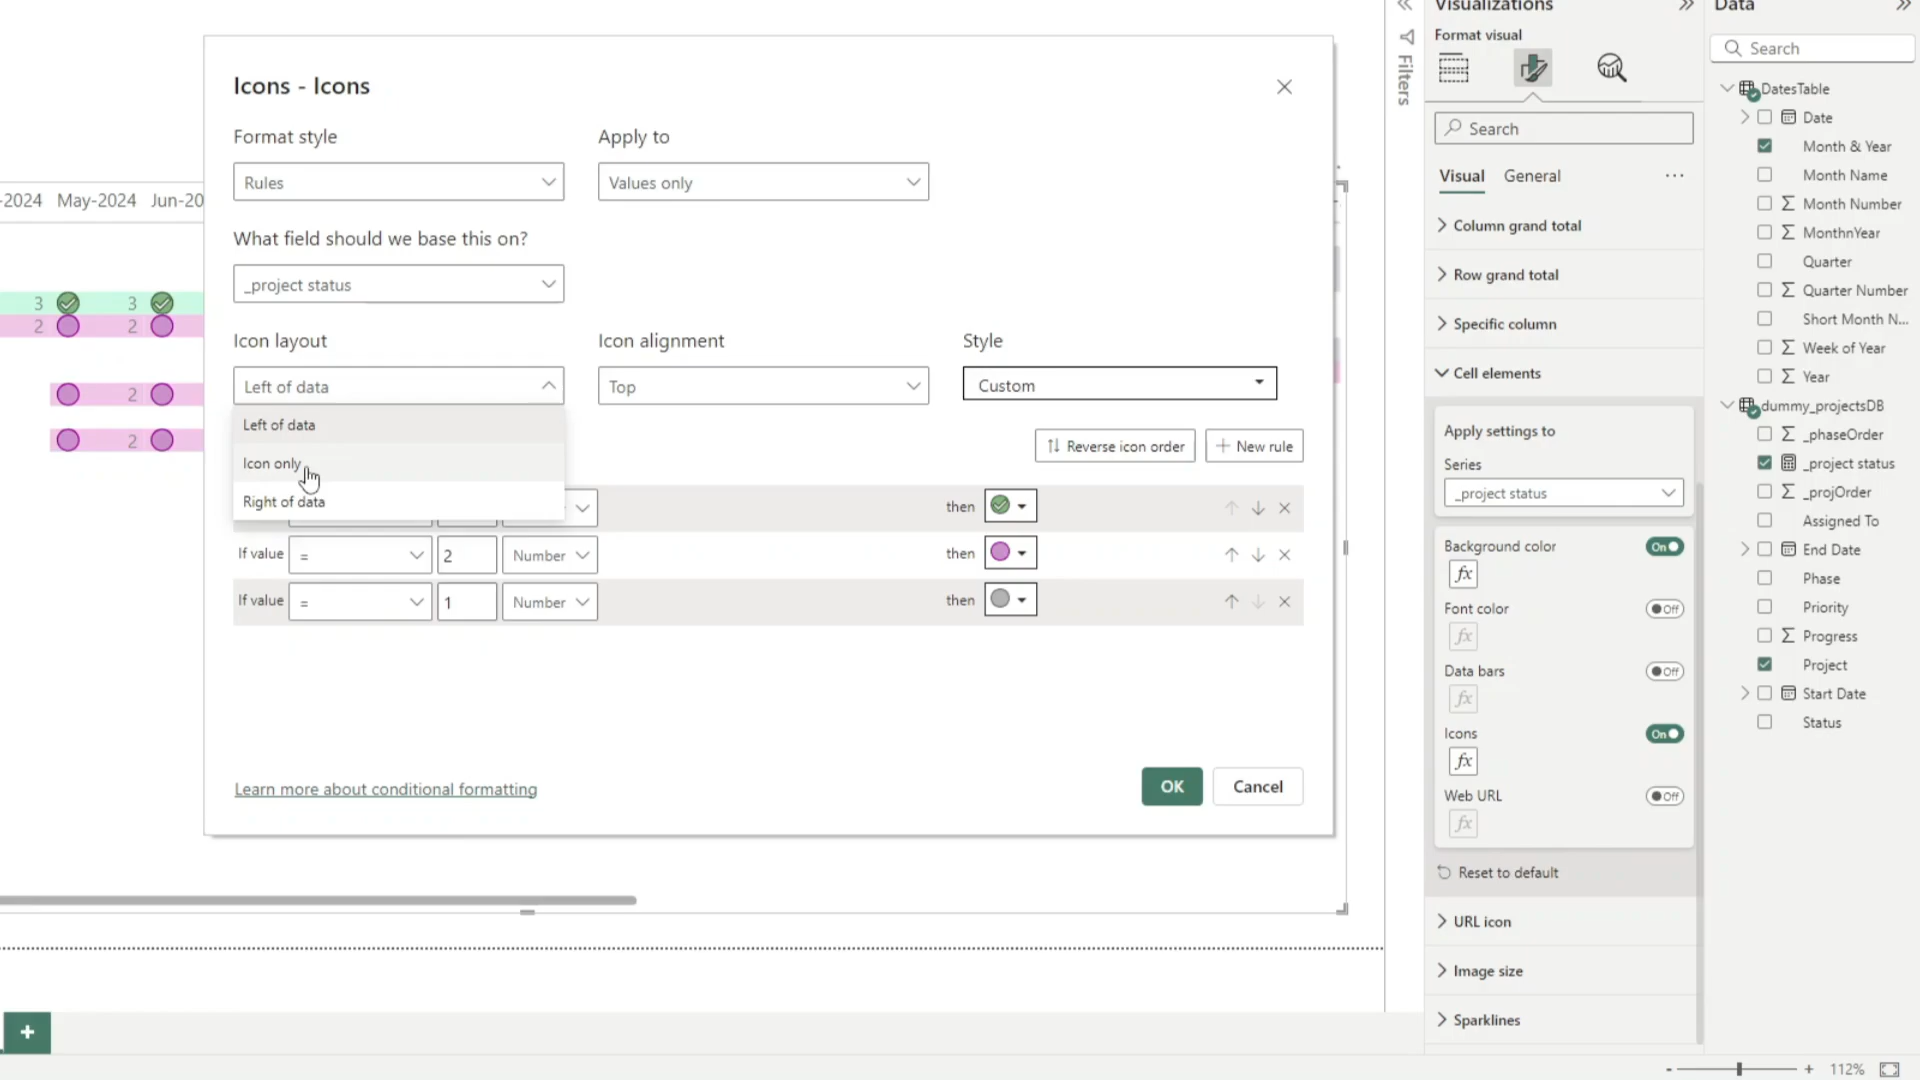 Icons - Icons
Format style
Apply to
Rules
Values only
What field should we base this on?
_project status
Icon layout
Icon alignment
Style
Left of data
Top
Custom
Left of data
Icon only
Right of data
Reverse icon order
New rule
then
If value
=
2
Number
then
If value
=
1
Number
then
Learn more about conditional formatting
OK
Cancel
-2024 May-2024 Jun-20
3 3
2 2
2
2
Filters
Visualizations
Format visual
Search
Visual General
Column grand total
Row grand total
Specific column
Cell elements
Apply settings to
Series
_project status
Background color
On
fx
Font color
Off
fx
Data bars
Off
fx
Icons
On
fx
Web URL
Off
fx
Reset to default
URL icon
Image size
Sparklines
Data
Search
DatesTable
Date
Month & Year
Month Name
Month Number
MonthnYear
Quarter
Quarter Number
Short Month N...
Week of Year
Year
dummy_projectsDB
_phaseOrder
_project status
_projOrder
Assigned To
End Date
Phase
Priority
Progress
Project
Start Date
Status
- + 112%